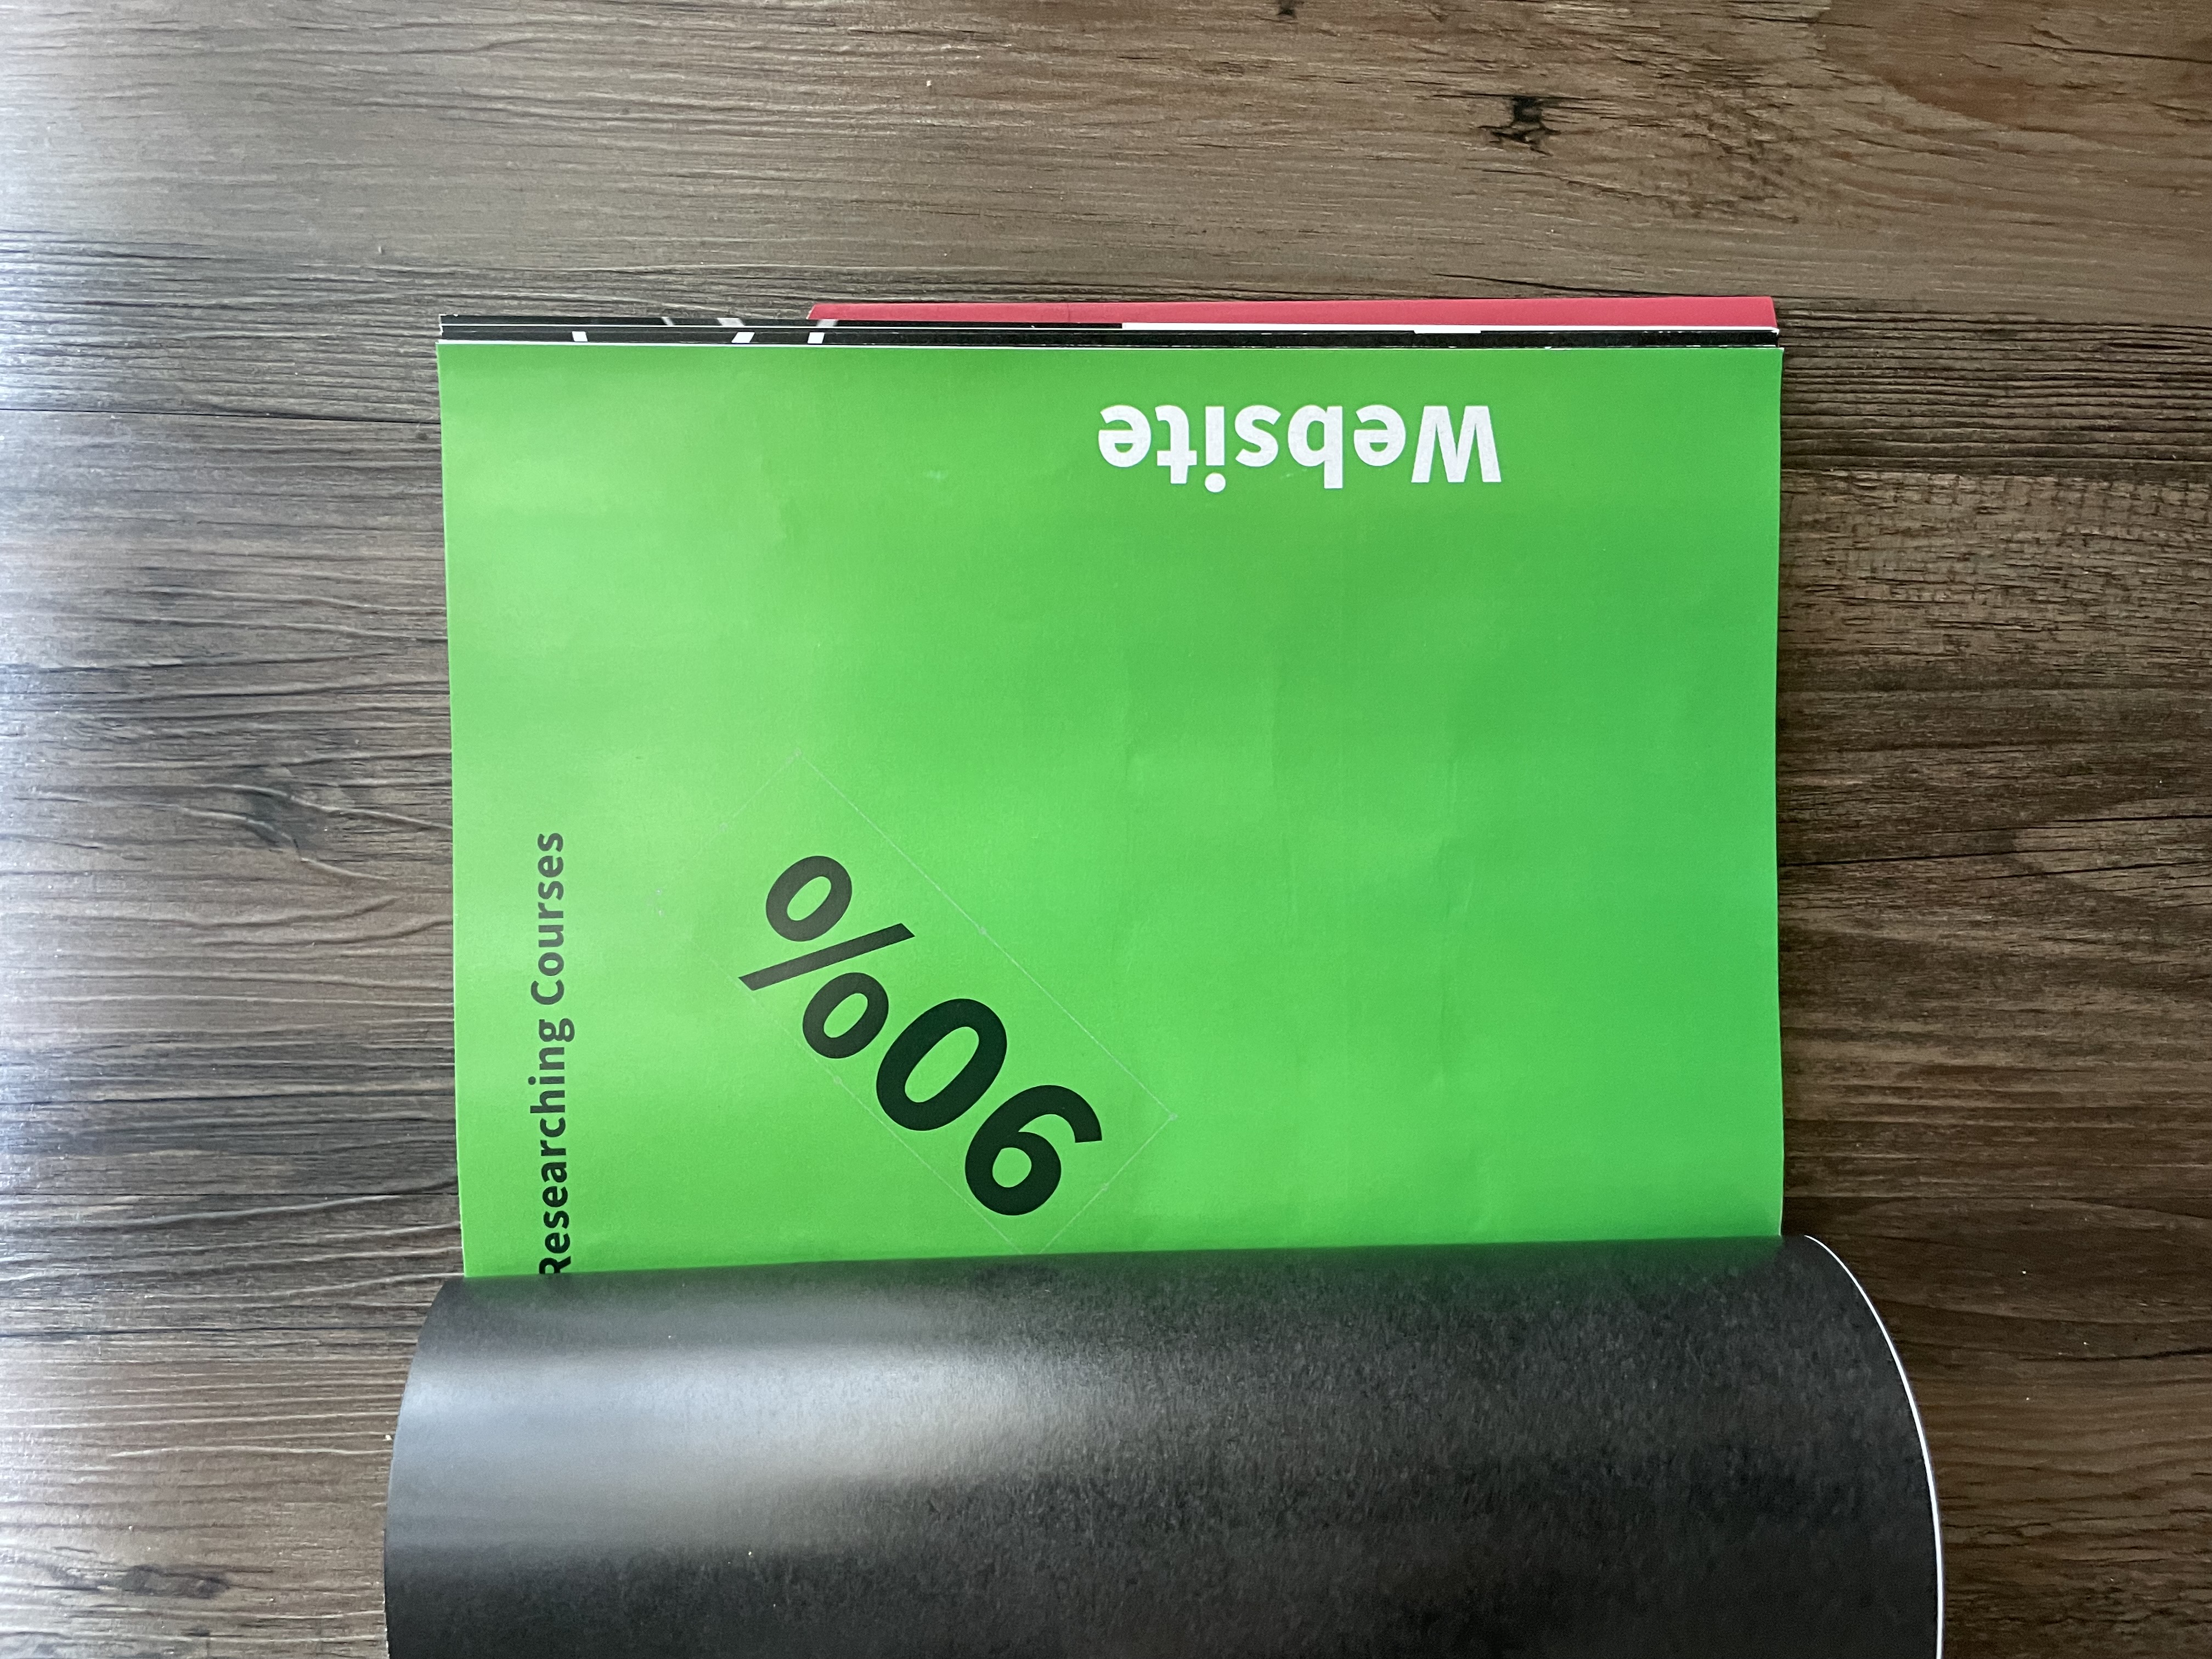 Website
90%
Researching Courses